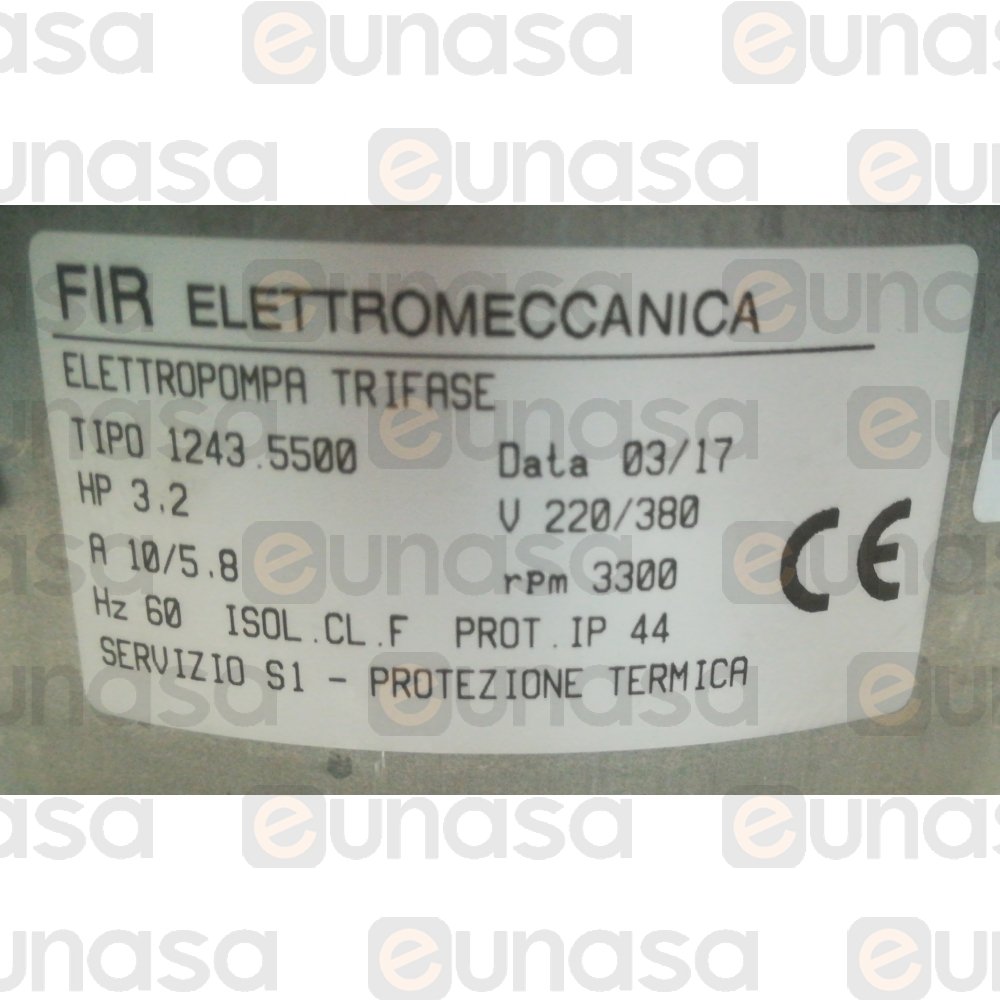 FIR ELETTROMECCANICA
ELETTROPOMPA TRIFASE
TIPO 1243.5500 Data 03/17
HP 3.2 V 220/380
A 10/5.8 rPm 3300
Hz 60 ISOL.CL.F PROT.IP 44
SERVIZIO S1 - PROTEZIONE TERMICA
CE
eunasa